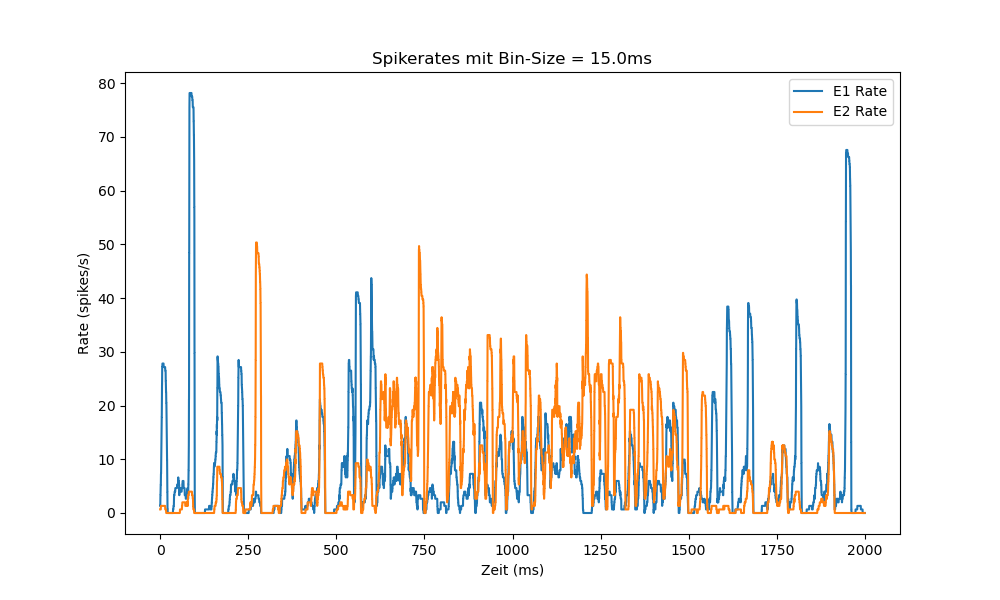 Spikerates mit Bin-Size = 15.0ms
E1 Rate
E2 Rate
Rate (spikes/s)
80
70
60
50
40
30
20
10
0
0 250 500 750 1000 1250 1500 1750 2000
Zeit (ms)